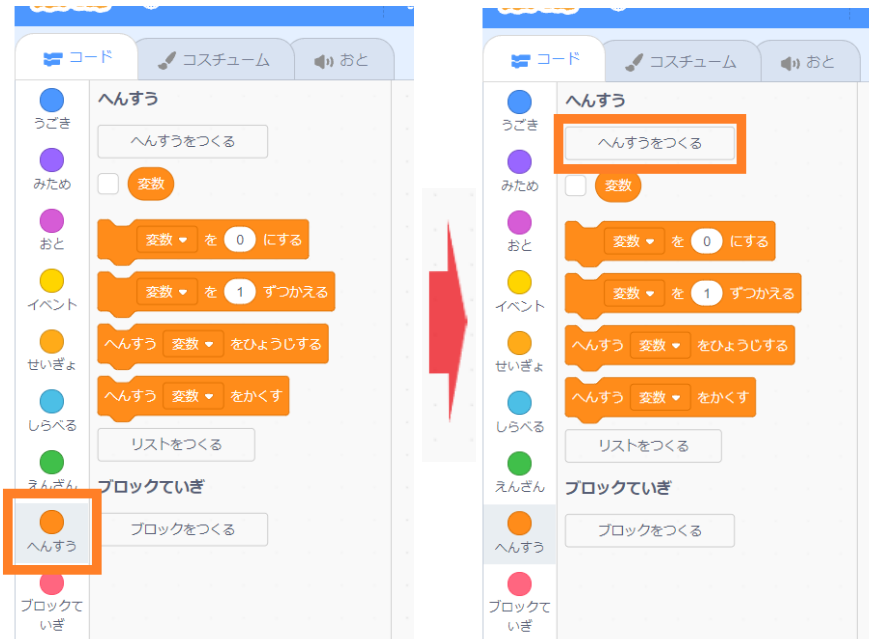 コード
コスチューム
おと
うごき
みため
おと
イベント
せいぎょ
しらべる
えんざん
へんすう
ブロックて
いぎ
へんすう
へんすうをつくる
変数
変数 を 0 にする
変数 を 1 ずつかえる
へんすう 変数 をひょうじする
へんすう 変数 をかくす
リストをつくる
ブロックていぎ
ブロックをつくる
コード
コスチューム
おと
うごき
みため
おと
イベント
せいぎょ
しらべる
えんざん
へんすう
ブロックて
いぎ
へんすう
へんすうをつくる
変数
変数 を 0 にする
変数 を 1 ずつかえる
へんすう 変数 をひょうじする
へんすう 変数 をかくす
リストをつくる
ブロックていぎ
ブロックをつくる